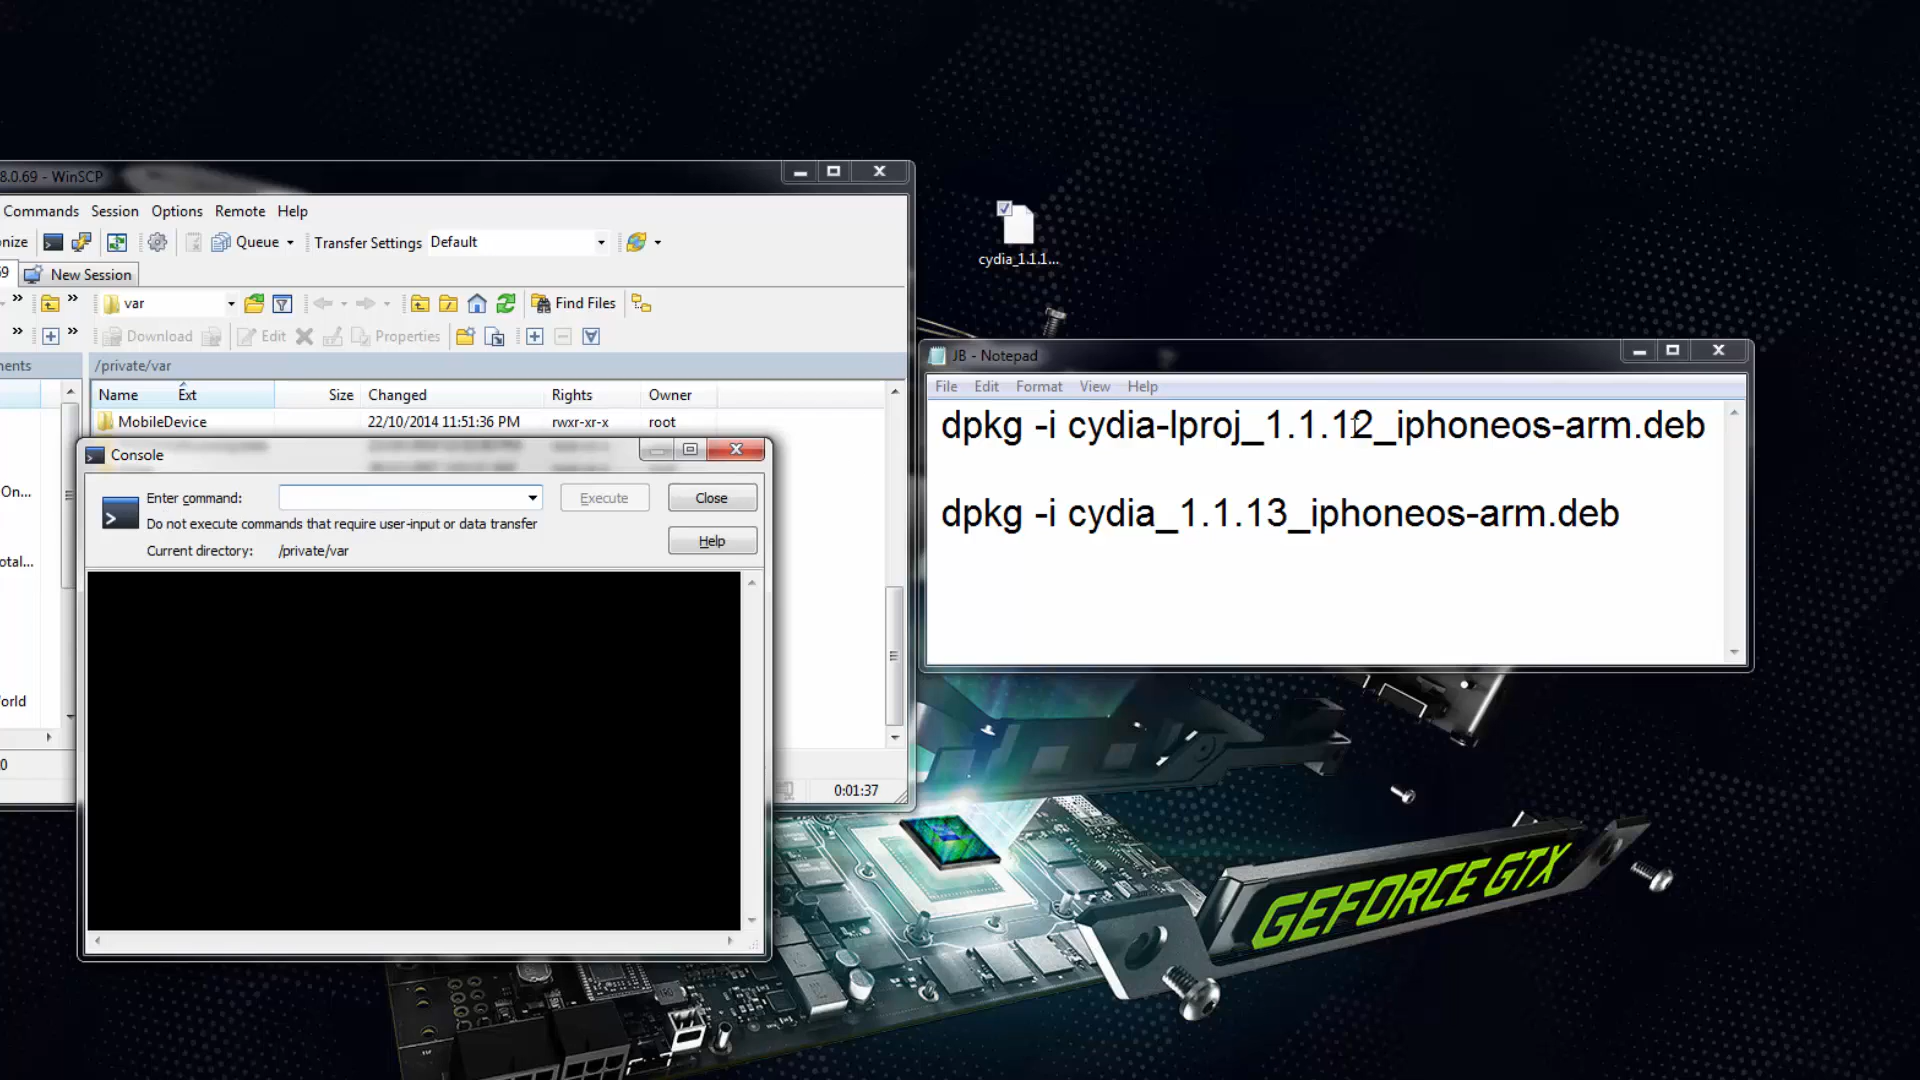 8.0.69 - WinSCP
Commands Session Options Remote Help
nize Queue Transfer Settings Default
69 New Session
var Find Files
Download Edit Properties
nents /private/var
Name Ext Size Changed Rights Owner
MobileDevice 22/10/2014 11:51:36 PM rwxr-xr-x root
On...
otal...
orld
0
0:01:37
Console
Enter command: Execute Close
Do not execute commands that require user-input or data transfer
Current directory: /private/var
Help
cydia_1.1.1...
JB - Notepad
File Edit Format View Help
dpkg -i cydia-lproj_1.1.12_iphoneos-arm.deb
dpkg -i cydia_1.1.13_iphoneos-arm.deb
GEFORCE GTX